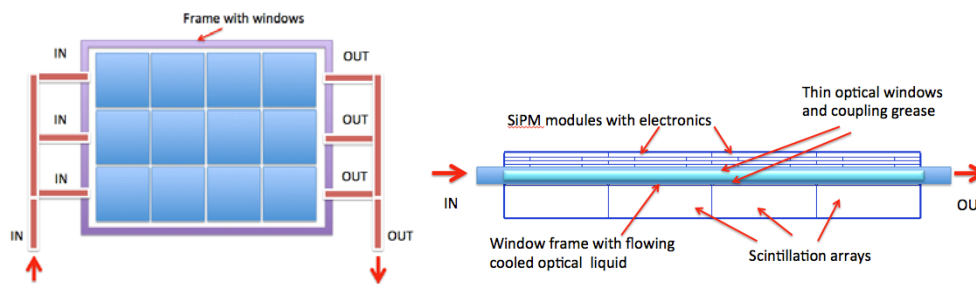 Frame with windows
IN
OUT
IN
OUT
IN
OUT
IN
OUT
SiPM modules with electronics
Thin optical windows
and coupling grease
IN
OU
Window frame with flowing
cooled optical liquid
Scintillation arrays